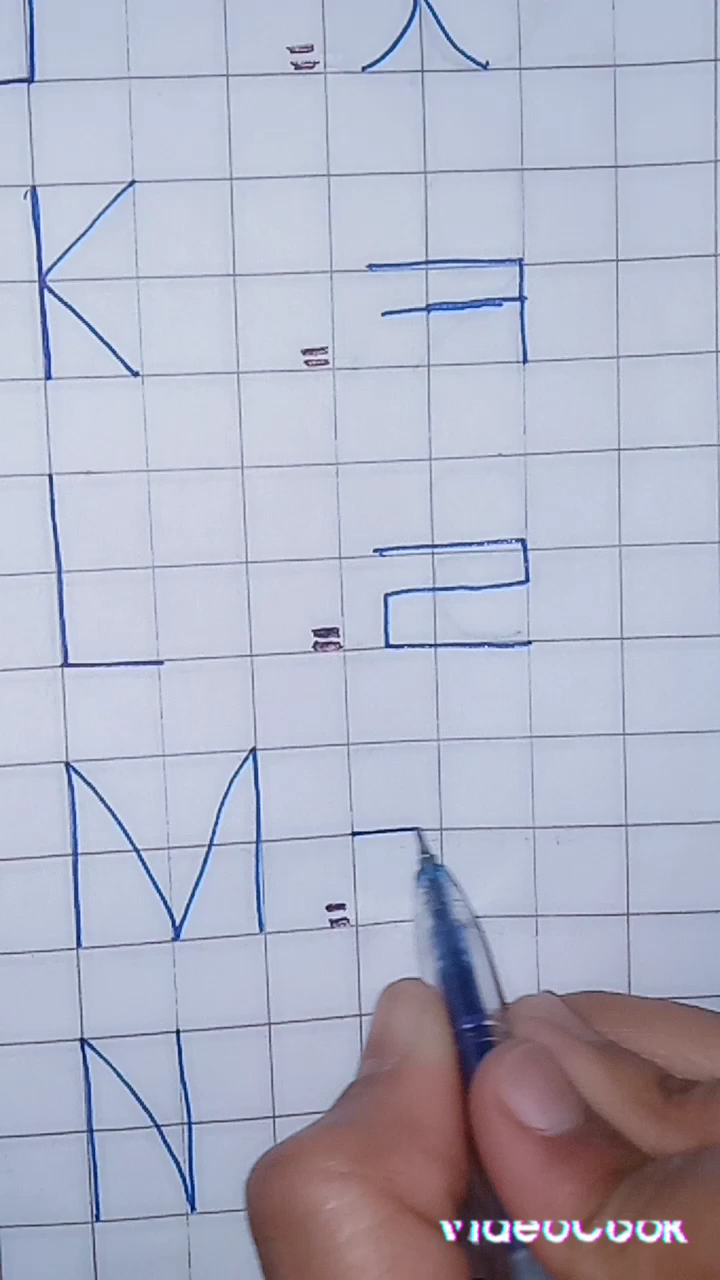 = ㅅ
K = ㅋ
L = ㄹ
M =
N
VideoCook